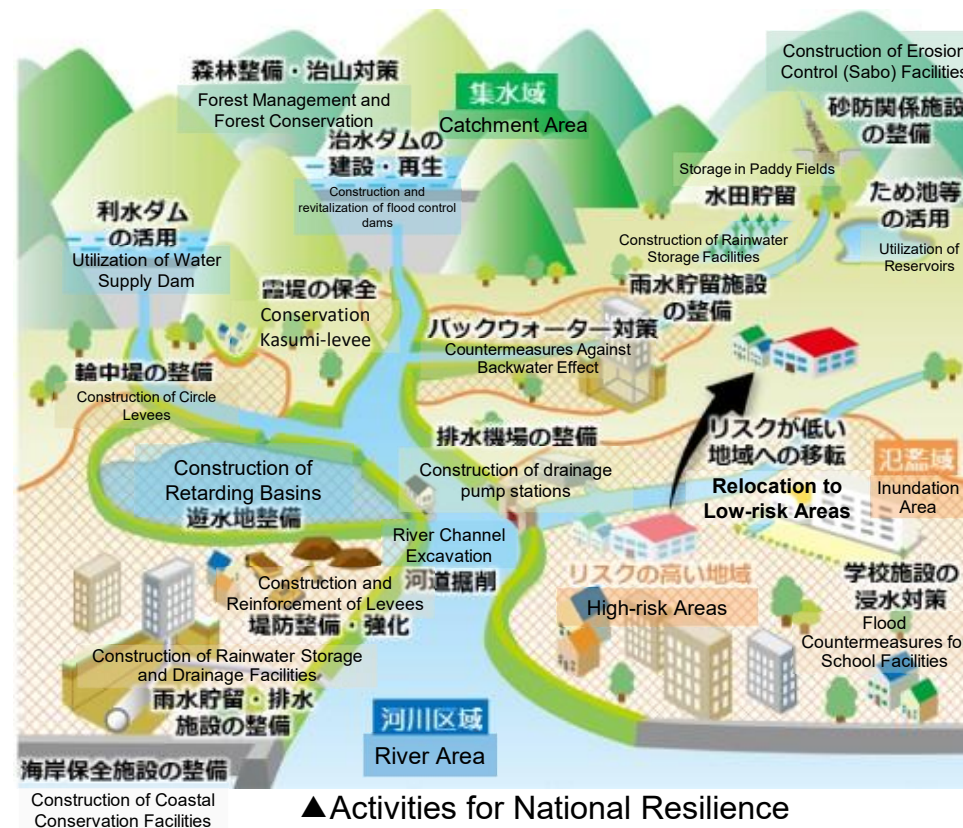 森林整備・治山対策
Forest Management and
Forest Conservation
集水域
Catchment Area
Construction of Erosion
Control (Sabo) Facilities
砂防関係施設
の整備
治水ダムの
建設・再生
Construction and
revitalization of flood control
dams
Storage in Paddy Fields
水田貯留
ため池等
の活用
Utilization of
Reservoirs
利水ダム
の活用
Utilization of Water
Supply Dam
Construction of Rainwater
Storage Facilities
雨水貯留施設
の整備
霞堤の保全
Conservation
Kasumi-levee
バックウォーター対策
Countermeasures Against
Backwater Effect
輪中堤の整備
Construction of Circle
Levees
排水機場の整備
Construction of drainage
pump stations
リスクが低い
地域への移転
Relocation to
Low-risk Areas
氾濫域
Inundation
Area
Construction of
Retarding Basins
遊水地整備
River Channel
Excavation
河道掘削
リスクの高い地域
High-risk Areas
学校施設の
浸水対策
Flood
Countermeasures fo
School Facilities
Construction and
Reinforcement of Levees
堤防整備・強化
Construction of Rainwater Storage
and Drainage Facilities
雨水貯留・排水
施設の整備
河川区域
River Area
海岸保全施設の整備
Construction of Coastal
Conservation Facilities
▲Activities for National Resilience